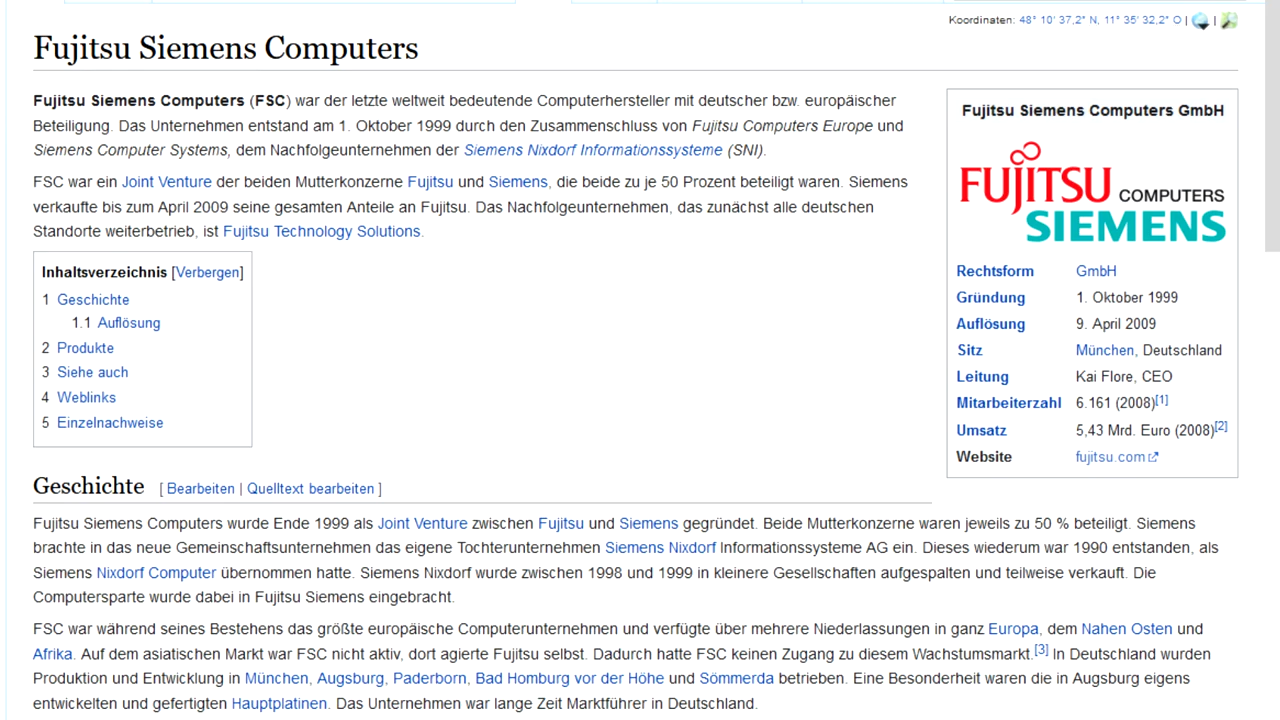 Koordinaten: 48° 10′ 37,2″ N, 11° 35′ 32,2″ O | |
Fujitsu Siemens Computers
Fujitsu Siemens Computers (FSC) war der letzte weltweit bedeutende Computerhersteller mit deutscher bzw. europäischer
Beteiligung. Das Unternehmen entstand am 1. Oktober 1999 durch den Zusammenschluss von Fujitsu Computers Europe und
Siemens Computer Systems, dem Nachfolgeunternehmen der Siemens Nixdorf Informationssysteme (SNI).
FSC war ein Joint Venture der beiden Mutterkonzerne Fujitsu und Siemens, die beide zu je 50 Prozent beteiligt waren. Siemens
verkaufte bis zum April 2009 seine gesamten Anteile an Fujitsu. Das Nachfolgeunternehmen, das zunächst alle deutschen
Standorte weiterbetrieb, ist Fujitsu Technology Solutions.
Inhaltsverzeichnis [Verbergen]
1 Geschichte
1.1 Auflösung
2 Produkte
3 Siehe auch
4 Weblinks
5 Einzelnachweise
Fujitsu Siemens Computers GmbH
FUJITSU COMPUTERS
SIEMENS
Rechtsform GmbH
Gründung 1. Oktober 1999
Auflösung 9. April 2009
Sitz München, Deutschland
Leitung Kai Flore, CEO
Mitarbeiterzahl 6.161 (2008)[1]
Umsatz 5,43 Mrd. Euro (2008)[2]
Website fujitsu.com
Geschichte [ Bearbeiten | Quelltext bearbeiten ]
Fujitsu Siemens Computers wurde Ende 1999 als Joint Venture zwischen Fujitsu und Siemens gegründet. Beide Mutterkonzerne waren jeweils zu 50 % beteiligt. Siemens
brachte in das neue Gemeinschaftsunternehmen das eigene Tochterunternehmen Siemens Nixdorf Informationssysteme AG ein. Dieses wiederum war 1990 entstanden, als
Siemens Nixdorf Computer übernommen hatte. Siemens Nixdorf wurde zwischen 1998 und 1999 in kleinere Gesellschaften aufgespalten und teilweise verkauft. Die
Computersparte wurde dabei in Fujitsu Siemens eingebracht.
FSC war während seines Bestehens das größte europäische Computerunternehmen und verfügte über mehrere Niederlassungen in ganz Europa, dem Nahen Osten und
Afrika. Auf dem asiatischen Markt war FSC nicht aktiv, dort agierte Fujitsu selbst. Dadurch hatte FSC keinen Zugang zu diesem Wachstumsmarkt.[3] In Deutschland wurden
Produktion und Entwicklung in München, Augsburg, Paderborn, Bad Homburg vor der Höhe und Sömmerda betrieben. Eine Besonderheit waren die in Augsburg eigens
entwickelten und gefertigten Hauptplatinen. Das Unternehmen war lange Zeit Marktführer in Deutschland.